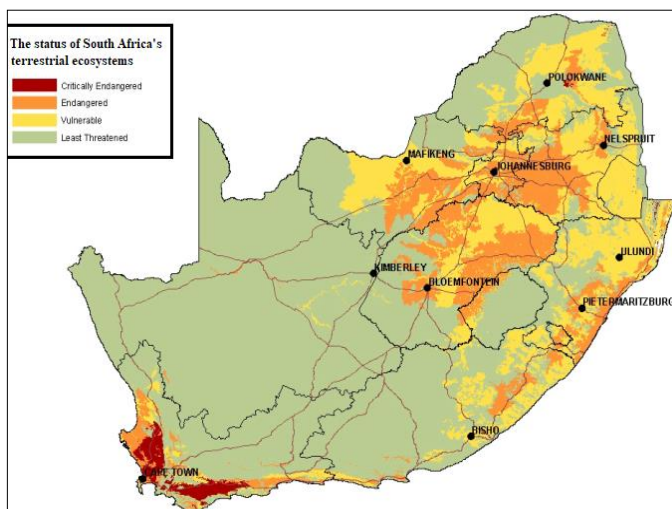 The status of South Africa's
terrestrial ecosystems
Critically Endangered
Endangered
Vulnerable
Least Threatened
POLOKWANE
NELSPRUIT
MAFIKENG
JOHANNESBURG
ULUNDI
KIMBERLEY
BLOEMFONTEIN
PIETERMARITZBURG
BISHO
CAPE TOWN